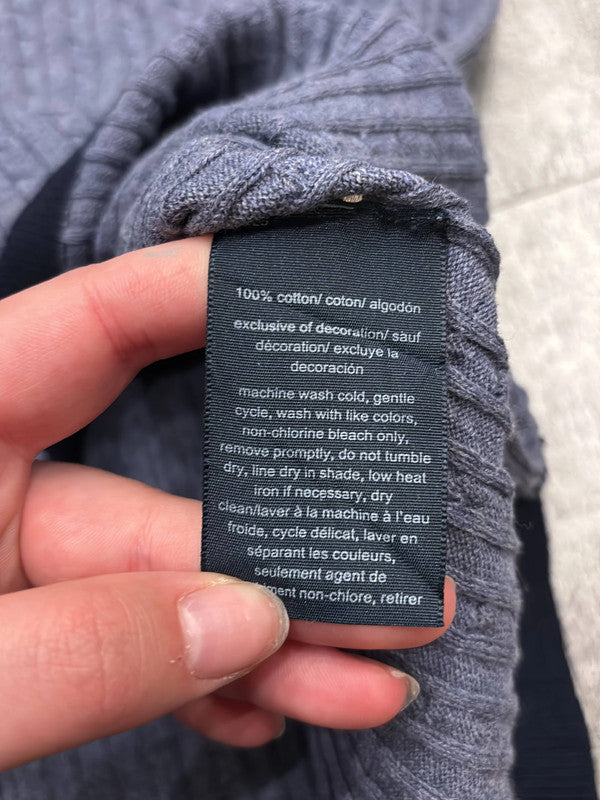 100% cotton/ coton/ algodón
exclusive of decoration/ sauf
décoration/ excluye la
decoración
machine wash cold, gentle
cycle, wash with like colors,
non-chlorine bleach only,
remove promptly, do not tumble
dry, line dry in shade, low heat
iron if necessary, dry
clean/laver à la machine à l'eau
froide, cycle délicat, laver en
séparant les couleurs,
seulement agent de
non-chlore, retirer